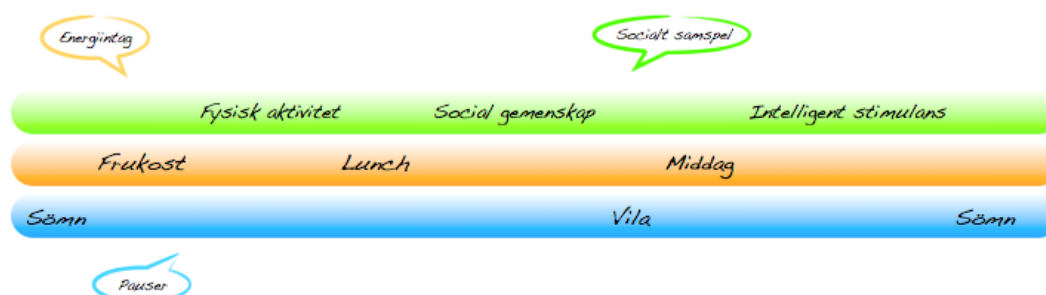 Energiintag
Socialt samspel
Fysisk aktivitet Social gemenskap Intelligent stimulans
Frukost Lunch Middag
Sömn Vila Sömn
Pauser